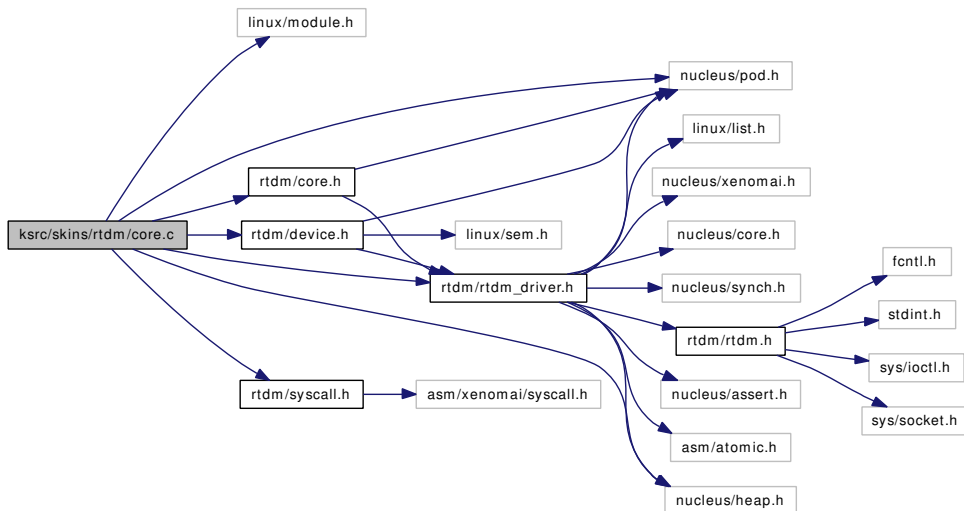 linux/module.h
nucleus/pod.h
linux/list.h
rtdm/core.h
nucleus/xenomai.h
ksrc/skins/rtdm/core.c
rtdm/device.h
linux/sem.h
nucleus/core.h
fcntl.h
rtdm/rtdm_driver.h
nucleus/synch.h
stdint.h
rtdm/rtdm.h
sys/ioctl.h
rtdm/syscall.h
asm/xenomai/syscall.h
nucleus/assert.h
sys/socket.h
asm/atomic.h
nucleus/heap.h